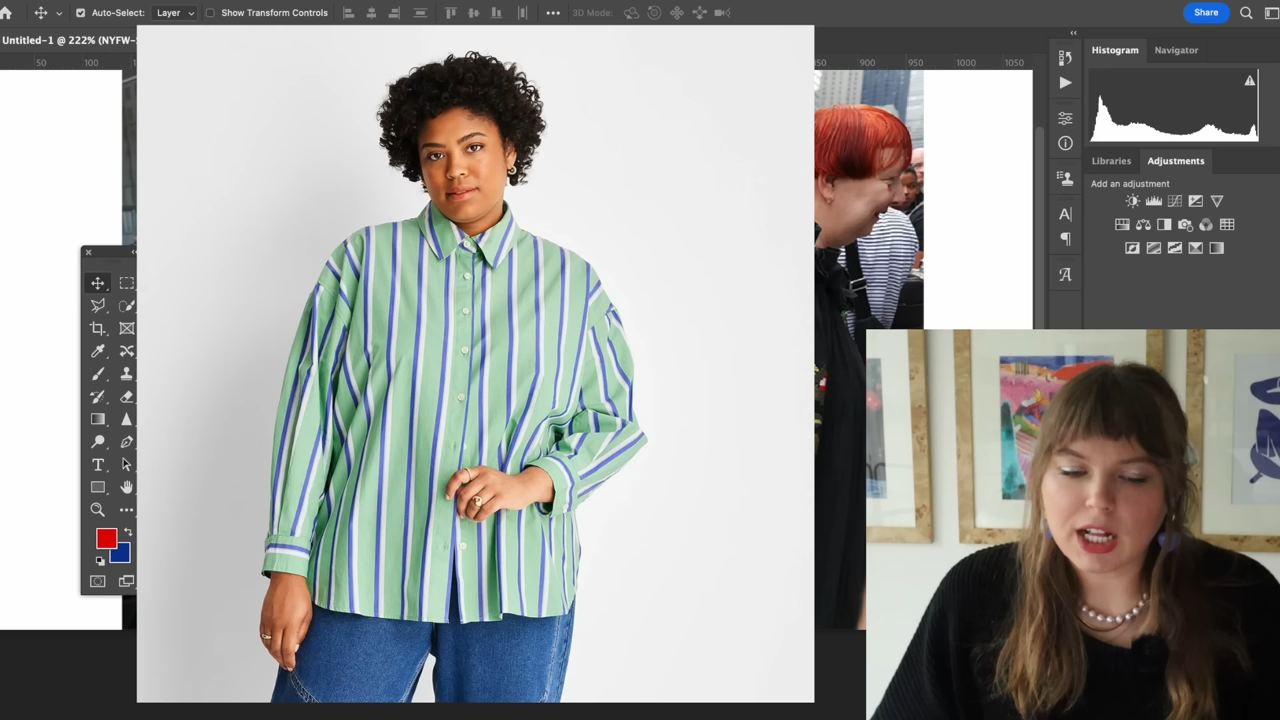 Auto-Select: Layer Show Transform Controls 3D Mode: Share
Untitled-1 @ 222% (NYFW-
50 100 850 900 950 1000 1050
Histogram Navigator
Libraries Adjustments
Add an adjustment